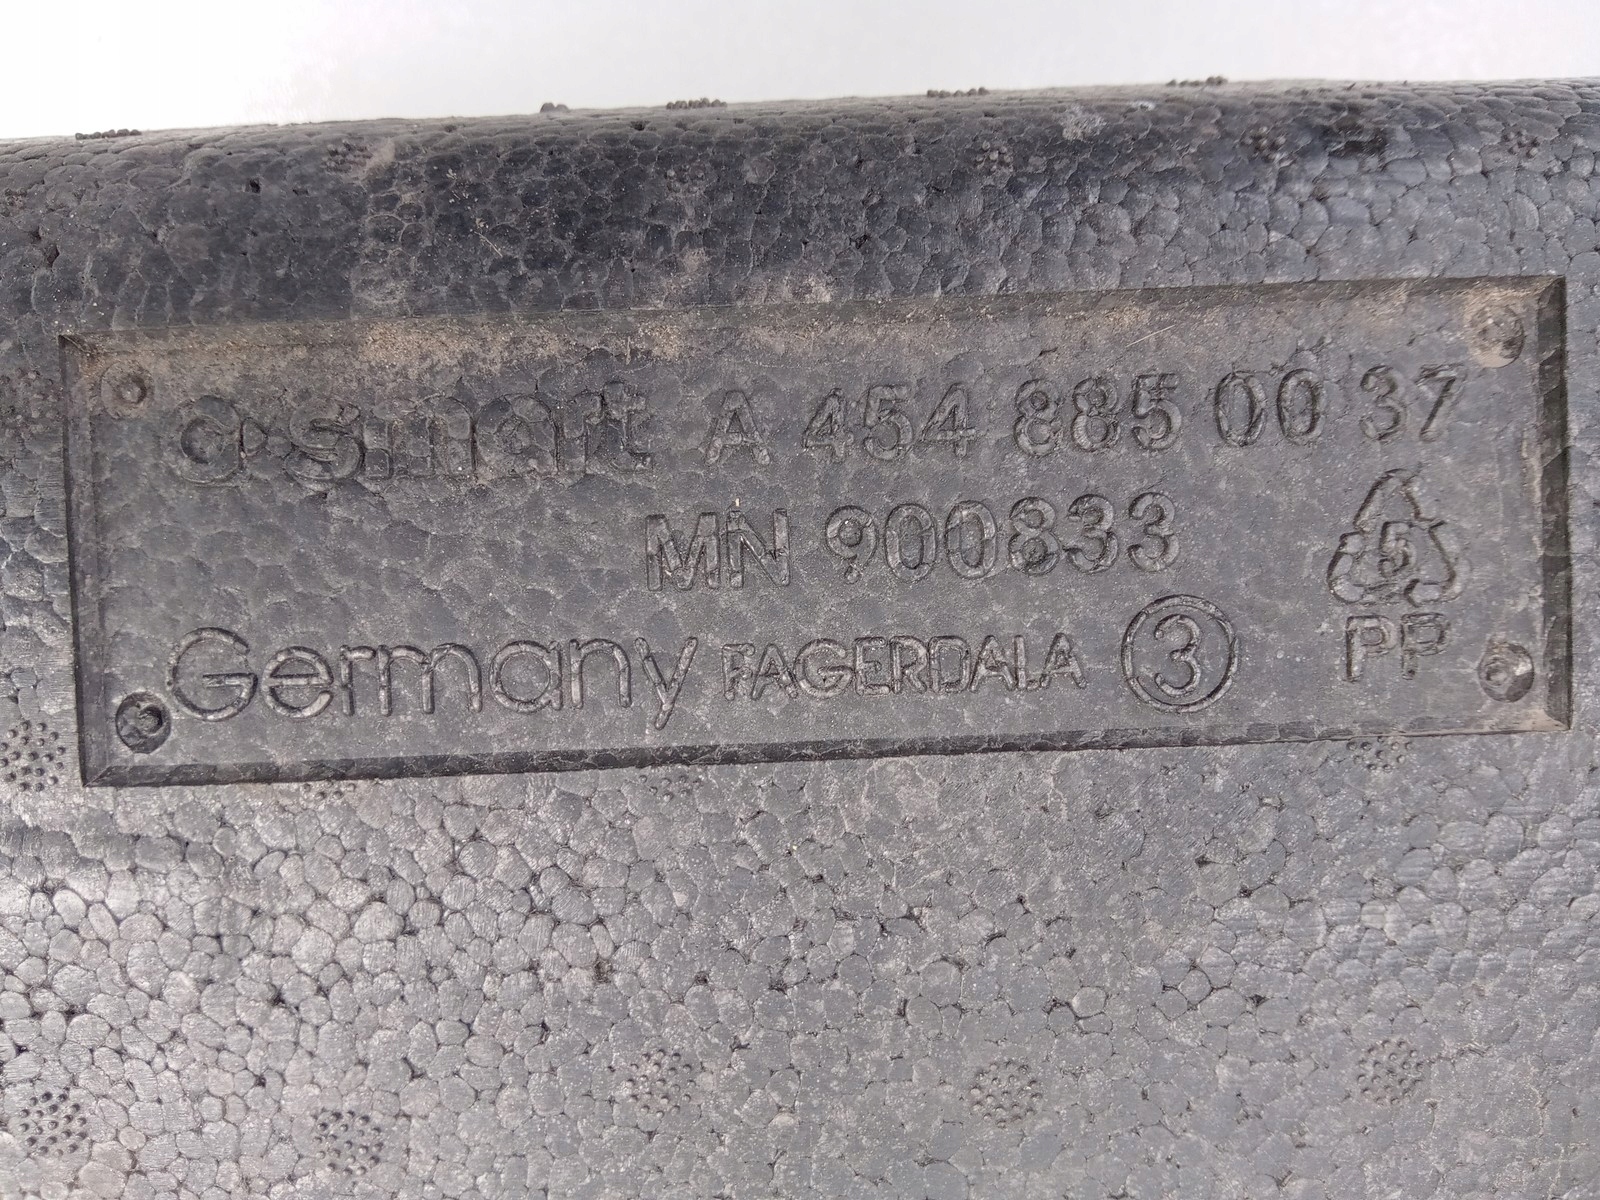 smart A 454 885 00 37
MN 900833
5
Germany FAGERDALA 3
PP